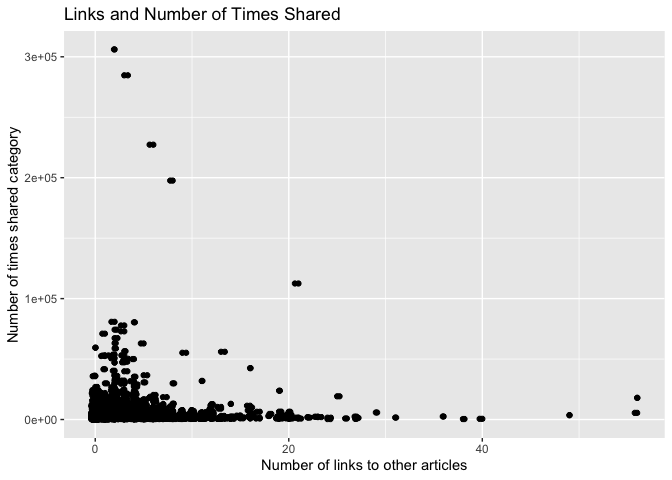 Links and Number of Times Shared
Number of times shared category
3e+05
2e+05
1e+05
0e+00
0
20
40
Number of links to other articles